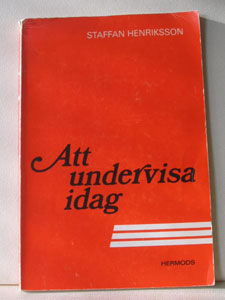 STAFFAN HENRIKSSON
Att
undervisa
idag
HERMODS